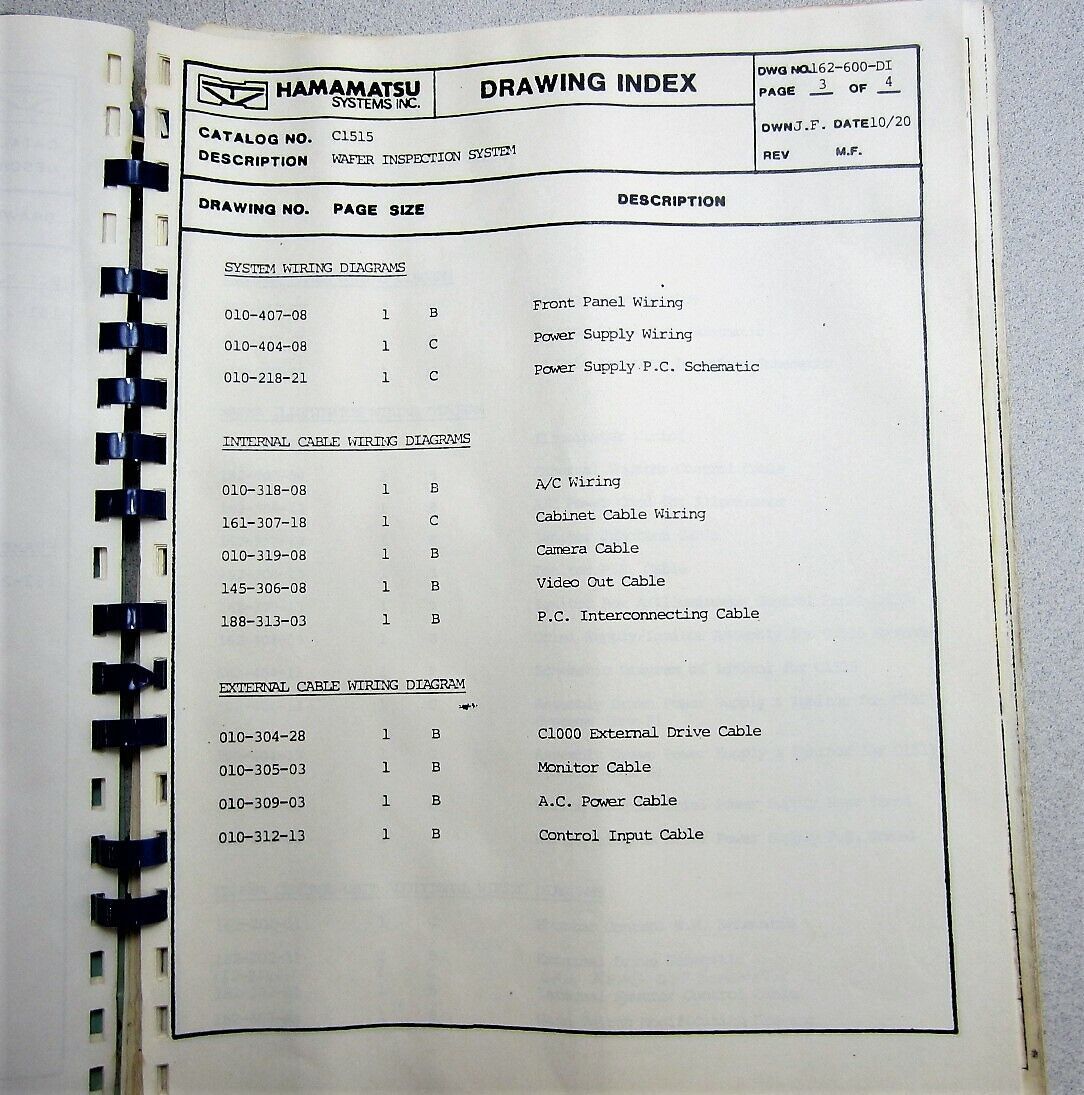 HAMAMATSU
SYSTEMS INC.
DRAWING INDEX
DWG NO.162-600-DI
PAGE 3 OF 4
CATALOG NO. C1515
DESCRIPTION WAFER INSPECTION SYSTEM
DWN J.F. DATE 10/20
REV M.F.
DRAWING NO. PAGE SIZE DESCRIPTION
SYSTEM WIRING DIAGRAMS
010-407-08 1 B Front Panel Wiring
010-404-08 1 C Power Supply Wiring
010-218-21 1 C Power Supply P.C. Schematic
INTERNAL CABLE WIRING DIAGRAMS
010-318-08 1 B A/C Wiring
161-307-18 1 C Cabinet Cable Wiring
010-319-08 1 B Camera Cable
145-306-08 1 B Video Out Cable
188-313-03 1 B P.C. Interconnecting Cable
EXTERNAL CABLE WIRING DIAGRAM
010-304-28 1 B C1000 External Drive Cable
010-305-03 1 B Monitor Cable
010-309-03 1 B A.C. Power Cable
010-312-13 1 B Control Input Cable